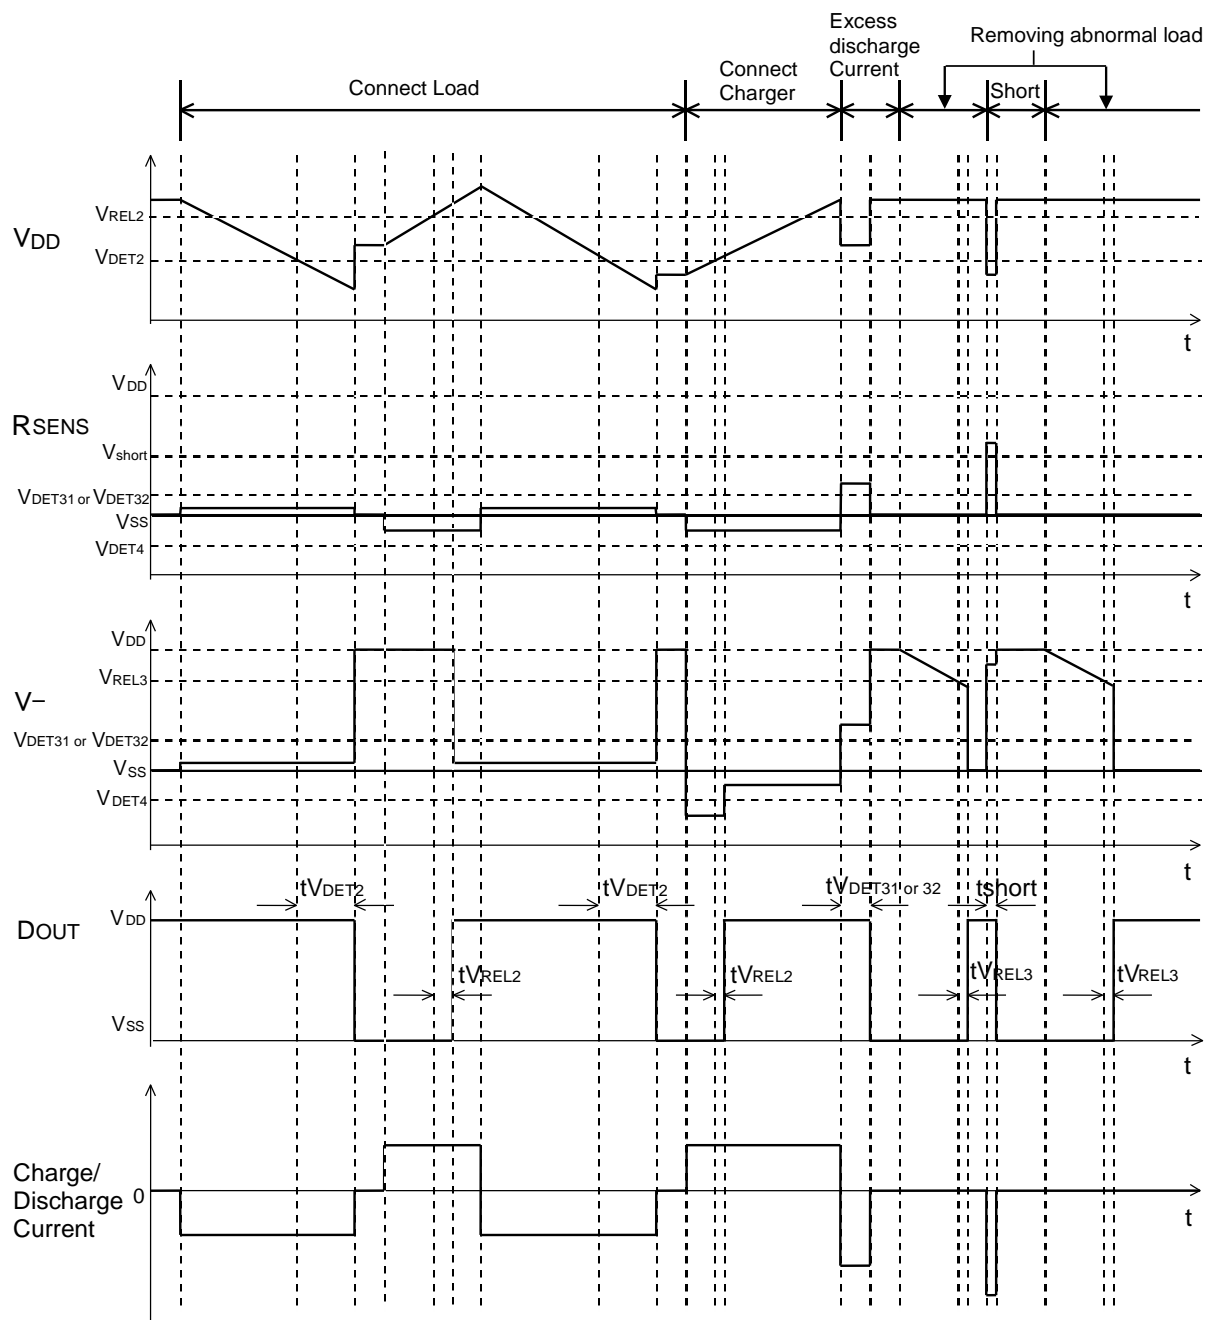 Excess
discharge
Current
Removing abnormal load
Connect Load
Connect
Charger
Short
VREL2
VDD
VDET2
t
VDD
RSENS
Vshort
VDET31 or VDET32
VSS
VDET4
t
VDD
VREL3
V−
VDET31 or VDET32
VSS
VDET4
t
tVDET2
tVDET2
tVDET31 or 32
tshort
VDD
DOUT
tVREL2
tVREL2
tVREL3
tVREL3
VSS
t
Charge/
Discharge
Current
0
t